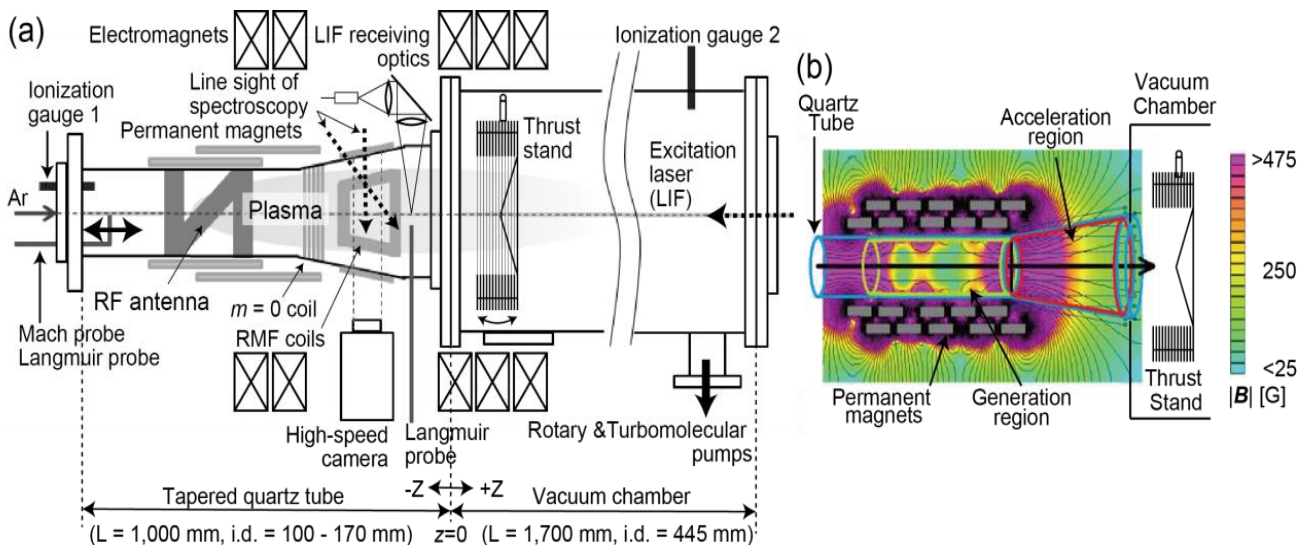 (a)
Electromagnets
LIF receiving
optics
Ionization gauge 2
Line sight of
spectroscopy
Ionization
gauge 1
Permanent magnets
Thrust
stand
Excitation
laser
(LIF)
Ar
Plasma
RF antenna
m = 0 coil
Mach probe
Langmuir probe
RMF coils
High-speed
camera
Langmuir
probe
Rotary &Turbomolecular
pumps
-Z
+Z
Tapered quartz tube
Vacuum chamber
(L = 1,000 mm, i.d. = 100 - 170 mm)
z=0
(L = 1,700 mm, i.d. = 445 mm)
(b)
Quartz
Tube
Acceleration
region
Vacuum
Chamber
>475
250
<25
|B| [G]
Permanent
magnets
Generation
region
Thrust
Stand